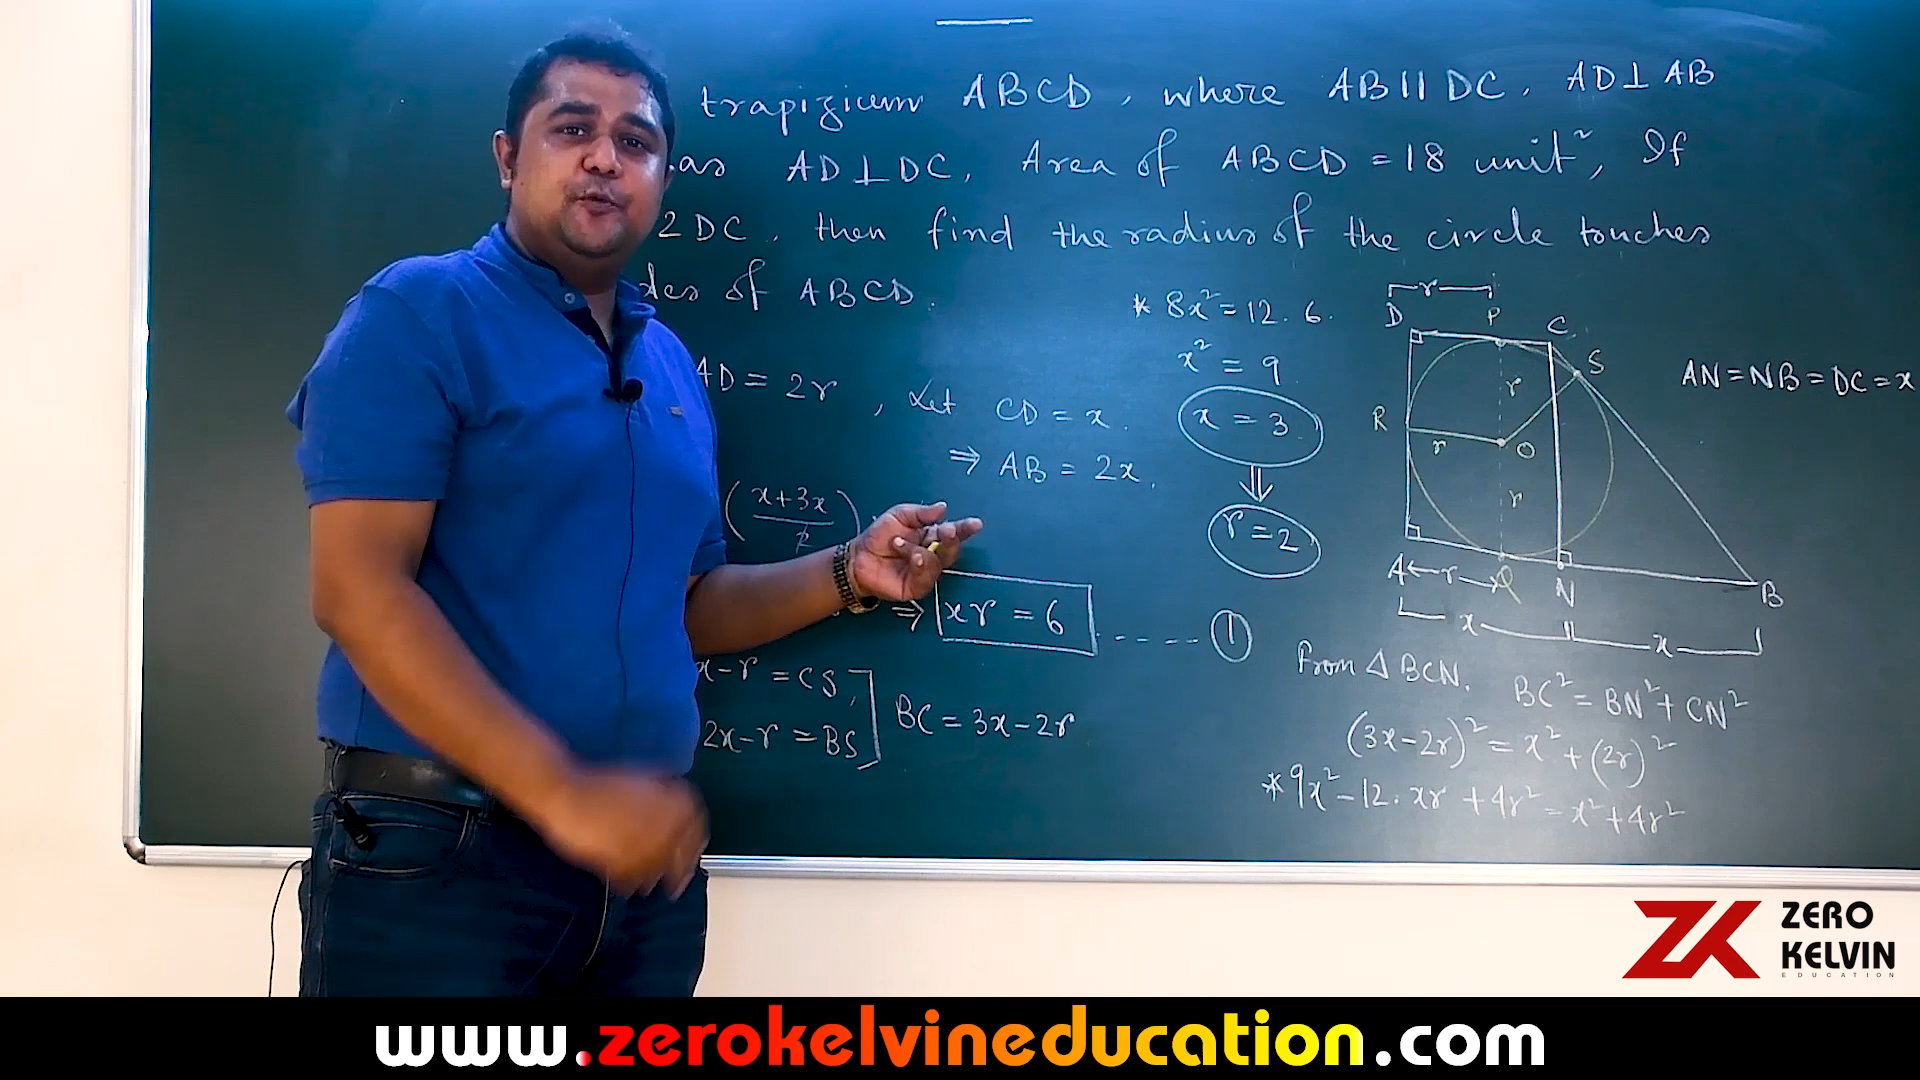 trapizium ABCD, where AB || DC, AD⊥AB
as AD⊥DC, Area of ABCD = 18 unit², If
2DC, then find the radius of the circle touches
des of ABCD.
AD = 2r, Let CD = x.
⇒ AB = 2x.
(x+3x/2)
⇒ xr = 6 ---- ①
x-r = CS,
2x-r = BS
BC = 3x-2r
* 8x² = 12.6.
x² = 9
x = 3
⇓
r = 2
r
D P C
S
r
R r O
r
A r Q N B
x x
AN = NB = DC = x
From △BCN. BC² = BN² + CN²
(3x-2r)² = x² + (2r)²
* 9x² - 12.xr + 4r² = x² + 4r²
ZK ZERO
KELVIN
EDUCATION
www.zerokelvineducation.com